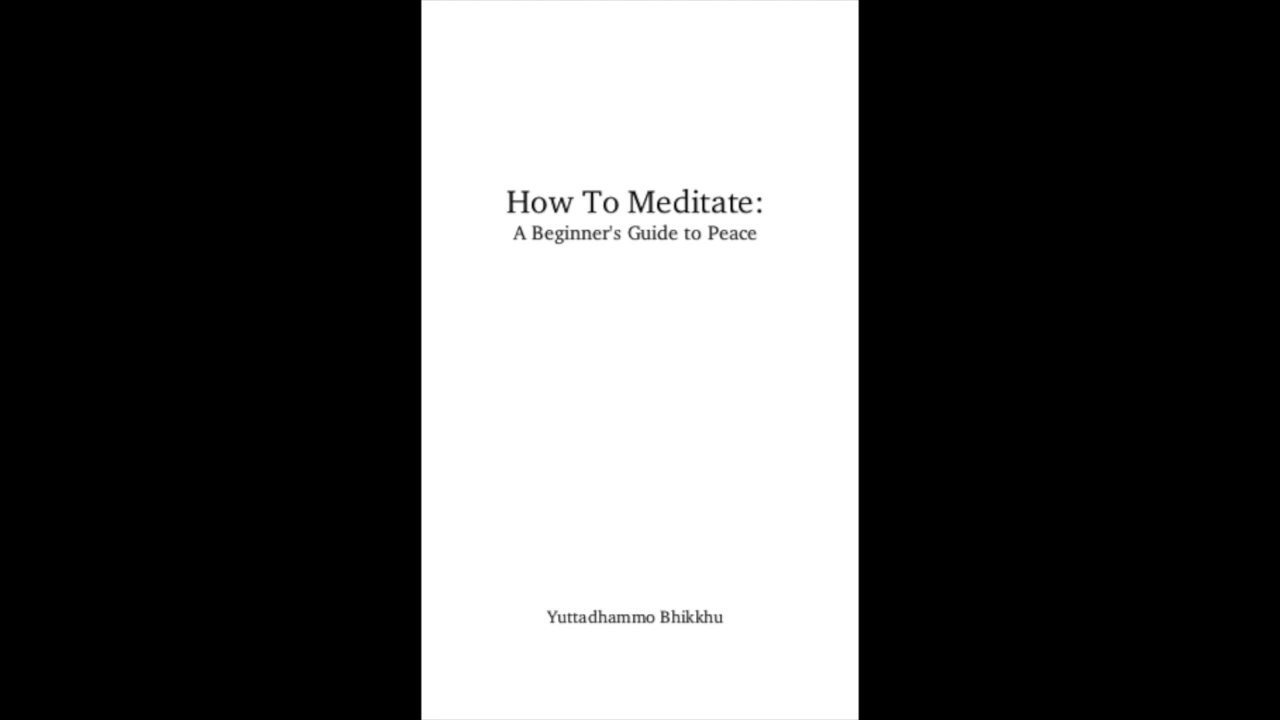 How To Meditate:
A Beginner's Guide to Peace
Yuttadhammo Bhikkhu